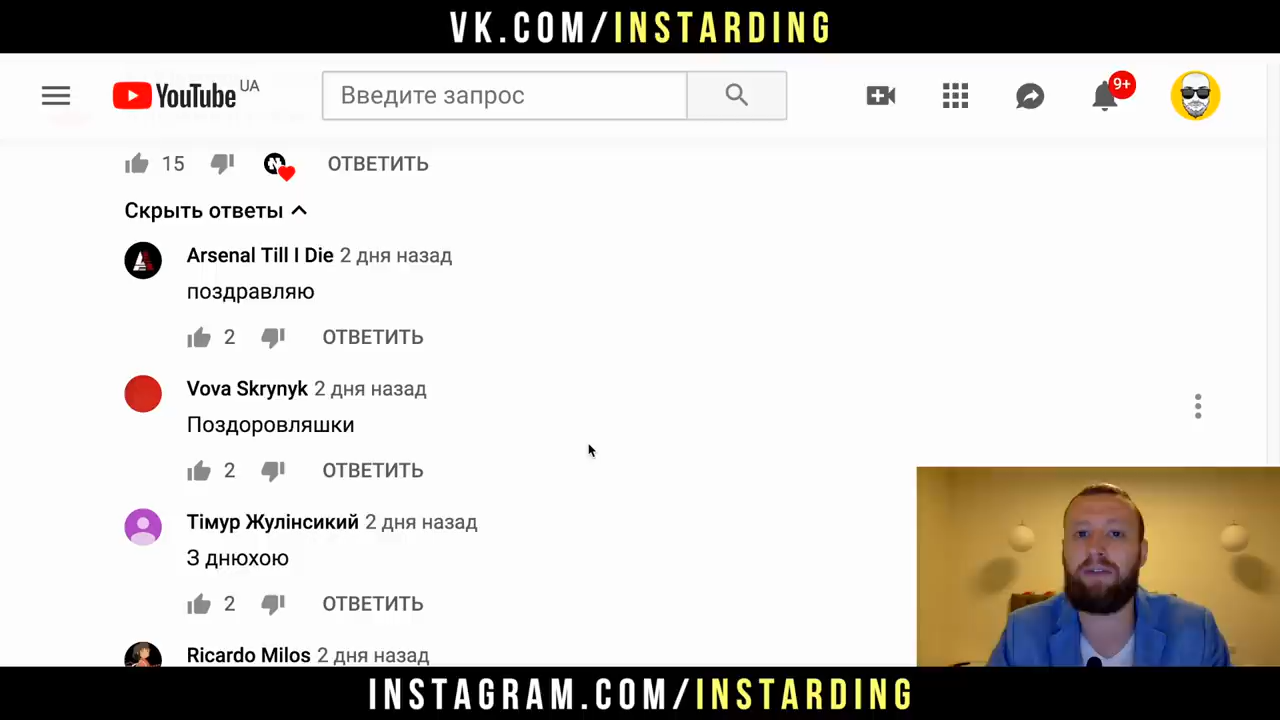 VK.COM/INSTARDING
YouTube UA
Введите запрос
9+
15 ОТВЕТИТЬ
Скрыть ответы
Arsenal Till I Die 2 дня назад
поздравляю
2 ОТВЕТИТЬ
Vova Skrynyk 2 дня назад
Поздоровляшки
2 ОТВЕТИТЬ
Тімур Жулінсикий 2 дня назад
З днюхою
2 ОТВЕТИТЬ
Ricardo Milos 2 дня назад
INSTAGRAM.COM/INSTARDING